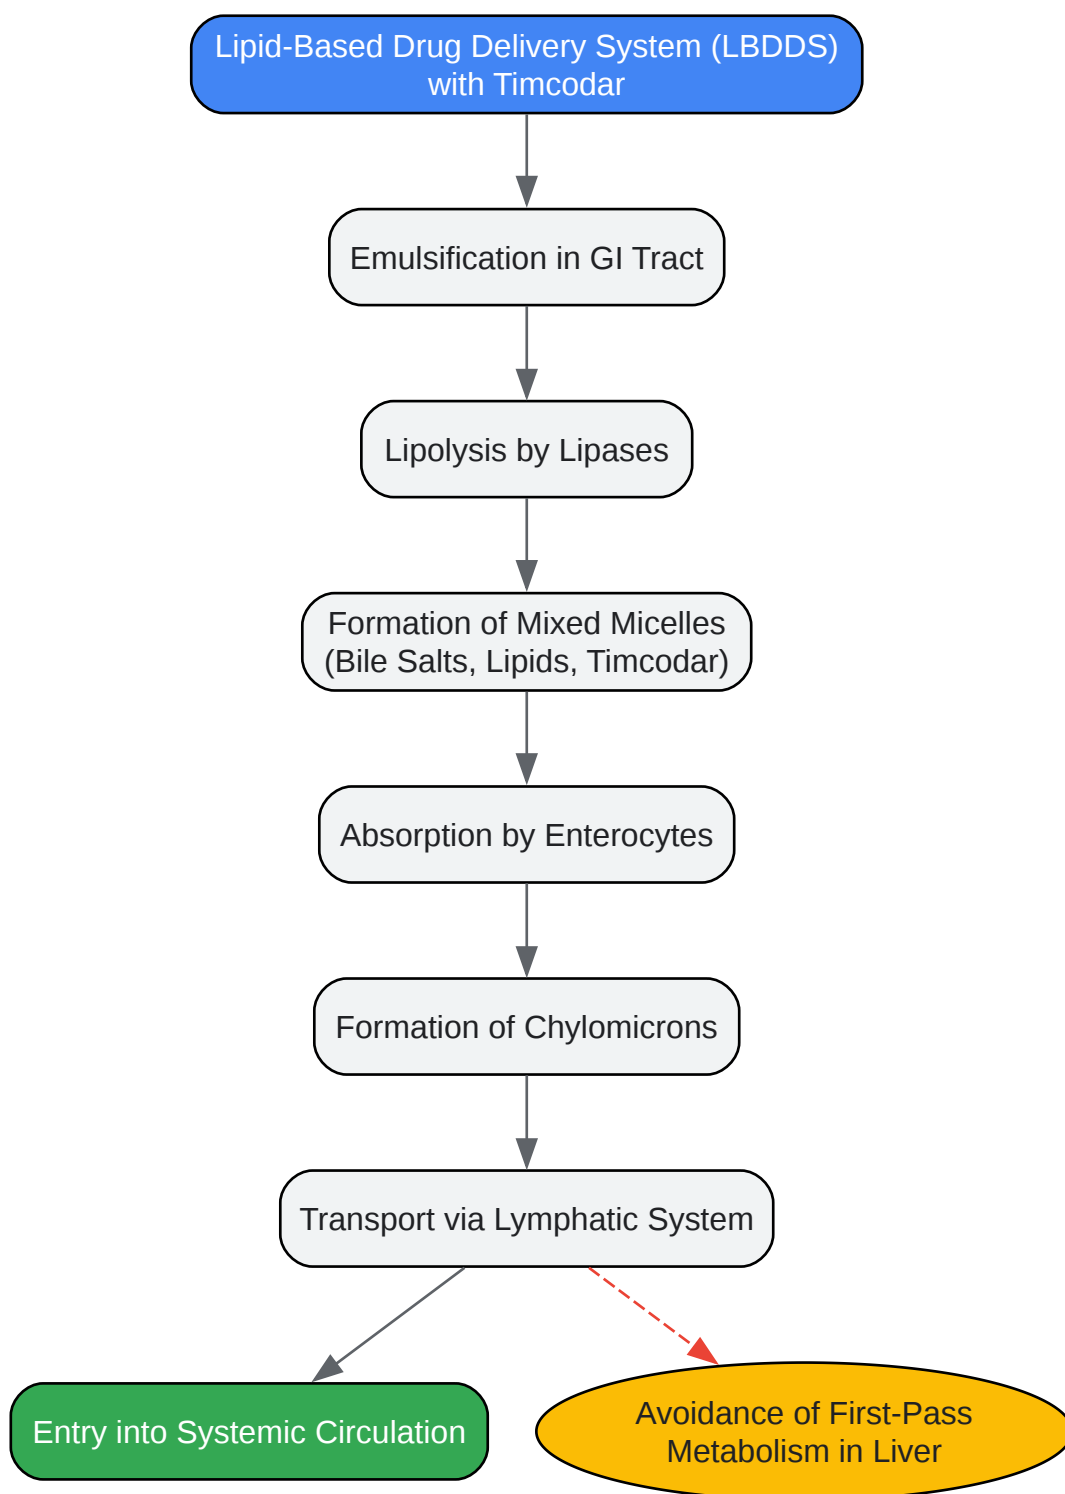 Lipid-Based Drug Delivery System (LBDDS)
with Timcodar
Emulsification in GI Tract
Lipolysis by Lipases
Formation of Mixed Micelles
(Bile Salts, Lipids, Timcodar)
Absorption by Enterocytes
Formation of Chylomicrons
Transport via Lymphatic System
Entry into Systemic Circulation
Avoidance of First-Pass
Metabolism in Liver